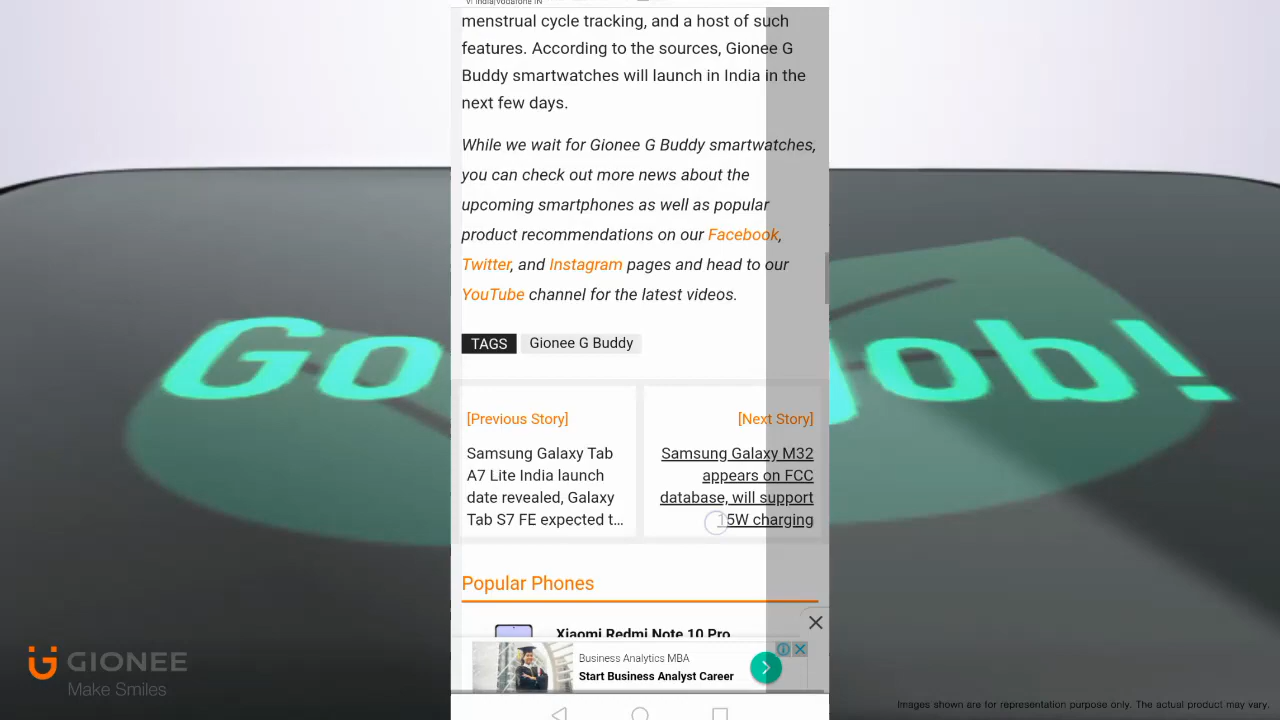 Vi India|Vodafone IN
menstrual cycle tracking, and a host of such
features. According to the sources, Gionee G
Buddy smartwatches will launch in India in the
next few days.
While we wait for Gionee G Buddy smartwatches,
you can check out more news about the
upcoming smartphones as well as popular
product recommendations on our Facebook,
Twitter, and Instagram pages and head to our
YouTube channel for the latest videos.
TAGS Gionee G Buddy
[Previous Story]
Samsung Galaxy Tab
A7 Lite India launch
date revealed, Galaxy
Tab S7 FE expected t...
[Next Story]
Samsung Galaxy M32
appears on FCC
database, will support
15W charging
Popular Phones
Xiaomi Redmi Note 10 Pro
Business Analytics MBA
Start Business Analyst Career
Go job!
GIONEE
Make Smiles
Images shown are for representation purpose only. The actual product may vary.